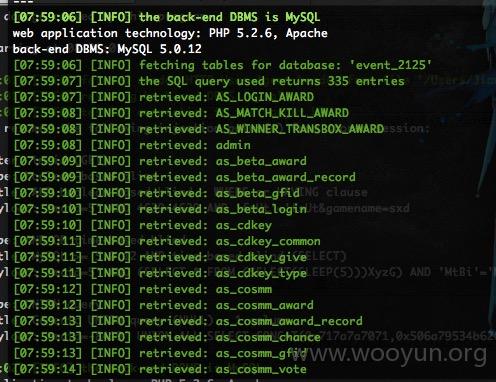 [07:59:06] [INFO] the back-end DBMS is MySQL
web application technology: PHP 5.2.6, Apache
back-end DBMS: MySQL 5.0.12
[07:59:06] [INFO] fetching tables for database: 'event_2125'
[07:59:07] [INFO] the SQL query used returns 335 entries
[07:59:07] [INFO] retrieved: AS_LOGIN_AWARD
[07:59:08] [INFO] retrieved: AS_MATCH_KILL_AWARD
[07:59:08] [INFO] retrieved: AS_WINNER_TRANSBOX_AWARD
[07:59:08] [INFO] retrieved: admin
[07:59:09] [INFO] retrieved: as_beta_award
[07:59:09] [INFO] retrieved: as_beta_award_record
[07:59:10] [INFO] retrieved: as_beta_gfid
[07:59:10] [INFO] retrieved: as_beta_login
[07:59:10] [INFO] retrieved: as_cdkey
[07:59:11] [INFO] retrieved: as_cdkey_common
[07:59:11] [INFO] retrieved: as_cdkey_give
[07:59:11] [INFO] retrieved: as_cdkey_type
[07:59:12] [INFO] retrieved: as_cosmm
[07:59:12] [INFO] retrieved: as_cosmm_award
[07:59:13] [INFO] retrieved: as_cosmm_award_record
[07:59:13] [INFO] retrieved: as_cosmm_chance
[07:59:13] [INFO] retrieved: as_cosmm_gfid
[07:59:14] [INFO] retrieved: as_cosmm_vote
www.wooyun.org